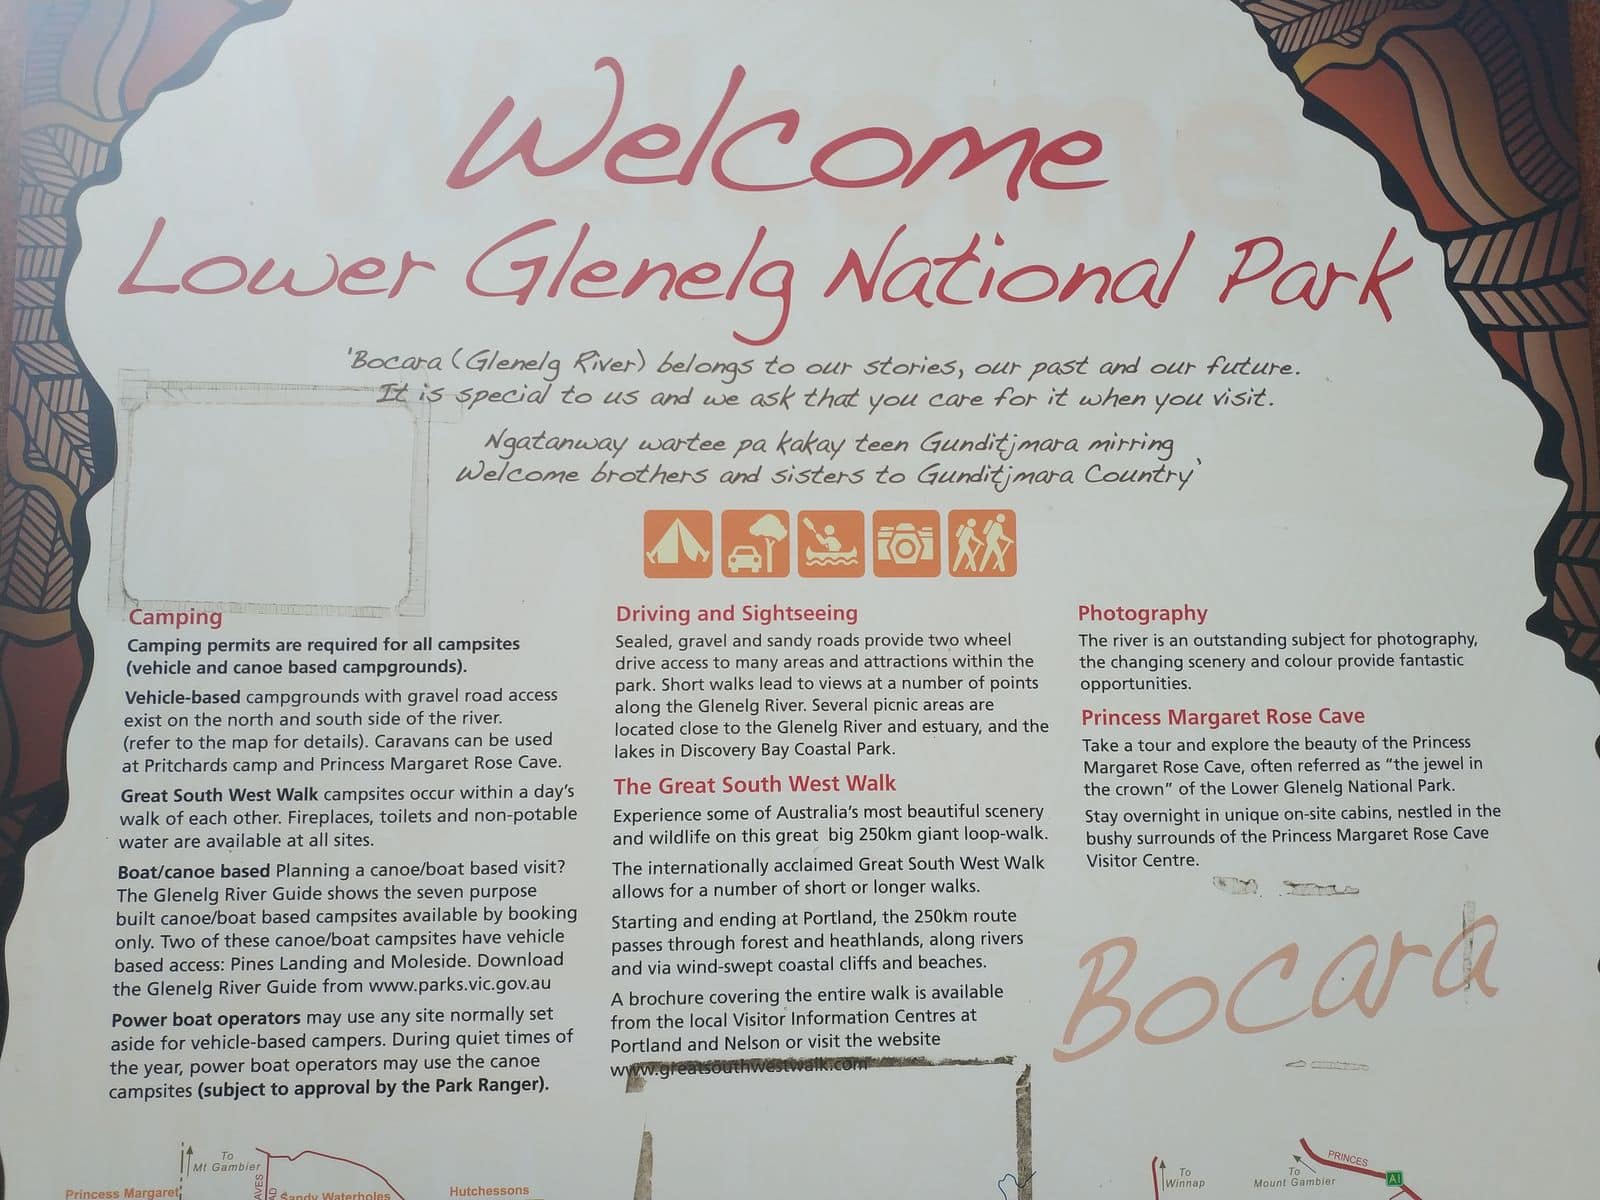 Welcome
Lower Glenelg National Park
'Bocara (Glenelg River) belongs to our stories, our past and our future.
It is special to us and we ask that you care for it when you visit.
Ngatanway wartee pa kakay teen Gunditjmara mirring
Welcome brothers and sisters to Gunditjmara Country'
Camping
Camping permits are required for all campsites
(vehicle and canoe based campgrounds).
Vehicle-based campgrounds with gravel road access
exist on the north and south side of the river.
(refer to the map for details). Caravans can be used
at Pritchards camp and Princess Margaret Rose Cave.
Great South West Walk campsites occur within a day's
walk of each other. Fireplaces, toilets and non-potable
water are available at all sites.
Boat/canoe based Planning a canoe/boat based visit?
The Glenelg River Guide shows the seven purpose
built canoe/boat based campsites available by booking
only. Two of these canoe/boat campsites have vehicle
based access: Pines Landing and Moleside. Download
the Glenelg River Guide from www.parks.vic.gov.au
Power boat operators may use any site normally set
aside for vehicle-based campers. During quiet times of
the year, power boat operators may use the canoe
campsites (subject to approval by the Park Ranger).
Driving and Sightseeing
Sealed, gravel and sandy roads provide two wheel
drive access to many areas and attractions within the
park. Short walks lead to views at a number of points
along the Glenelg River. Several picnic areas are
located close to the Glenelg River and estuary, and the
lakes in Discovery Bay Coastal Park.
The Great South West Walk
Experience some of Australia's most beautiful scenery
and wildlife on this great big 250km giant loop-walk.
The internationally acclaimed Great South West Walk
allows for a number of short or longer walks.
Starting and ending at Portland, the 250km route
passes through forest and heathlands, along rivers
and via wind-swept coastal cliffs and beaches.
A brochure covering the entire walk is available
from the local Visitor Information Centres at
Portland and Nelson or visit the website
www.greatsouthwestwalk.com
Photography
The river is an outstanding subject for photography,
the changing scenery and colour provide fantastic
opportunities.
Princess Margaret Rose Cave
Take a tour and explore the beauty of the Princess
Margaret Rose Cave, often referred as "the jewel in
the crown" of the Lower Glenelg National Park.
Stay overnight in unique on-site cabins, nestled in the
bushy surrounds of the Princess Margaret Rose Cave
Visitor Centre.
Bocara
To
Mt Gambier
Princess Margaret
Sandy Waterholes
Hutchessons
To
Winnap
To
Mount Gambier
PRINCES
A1